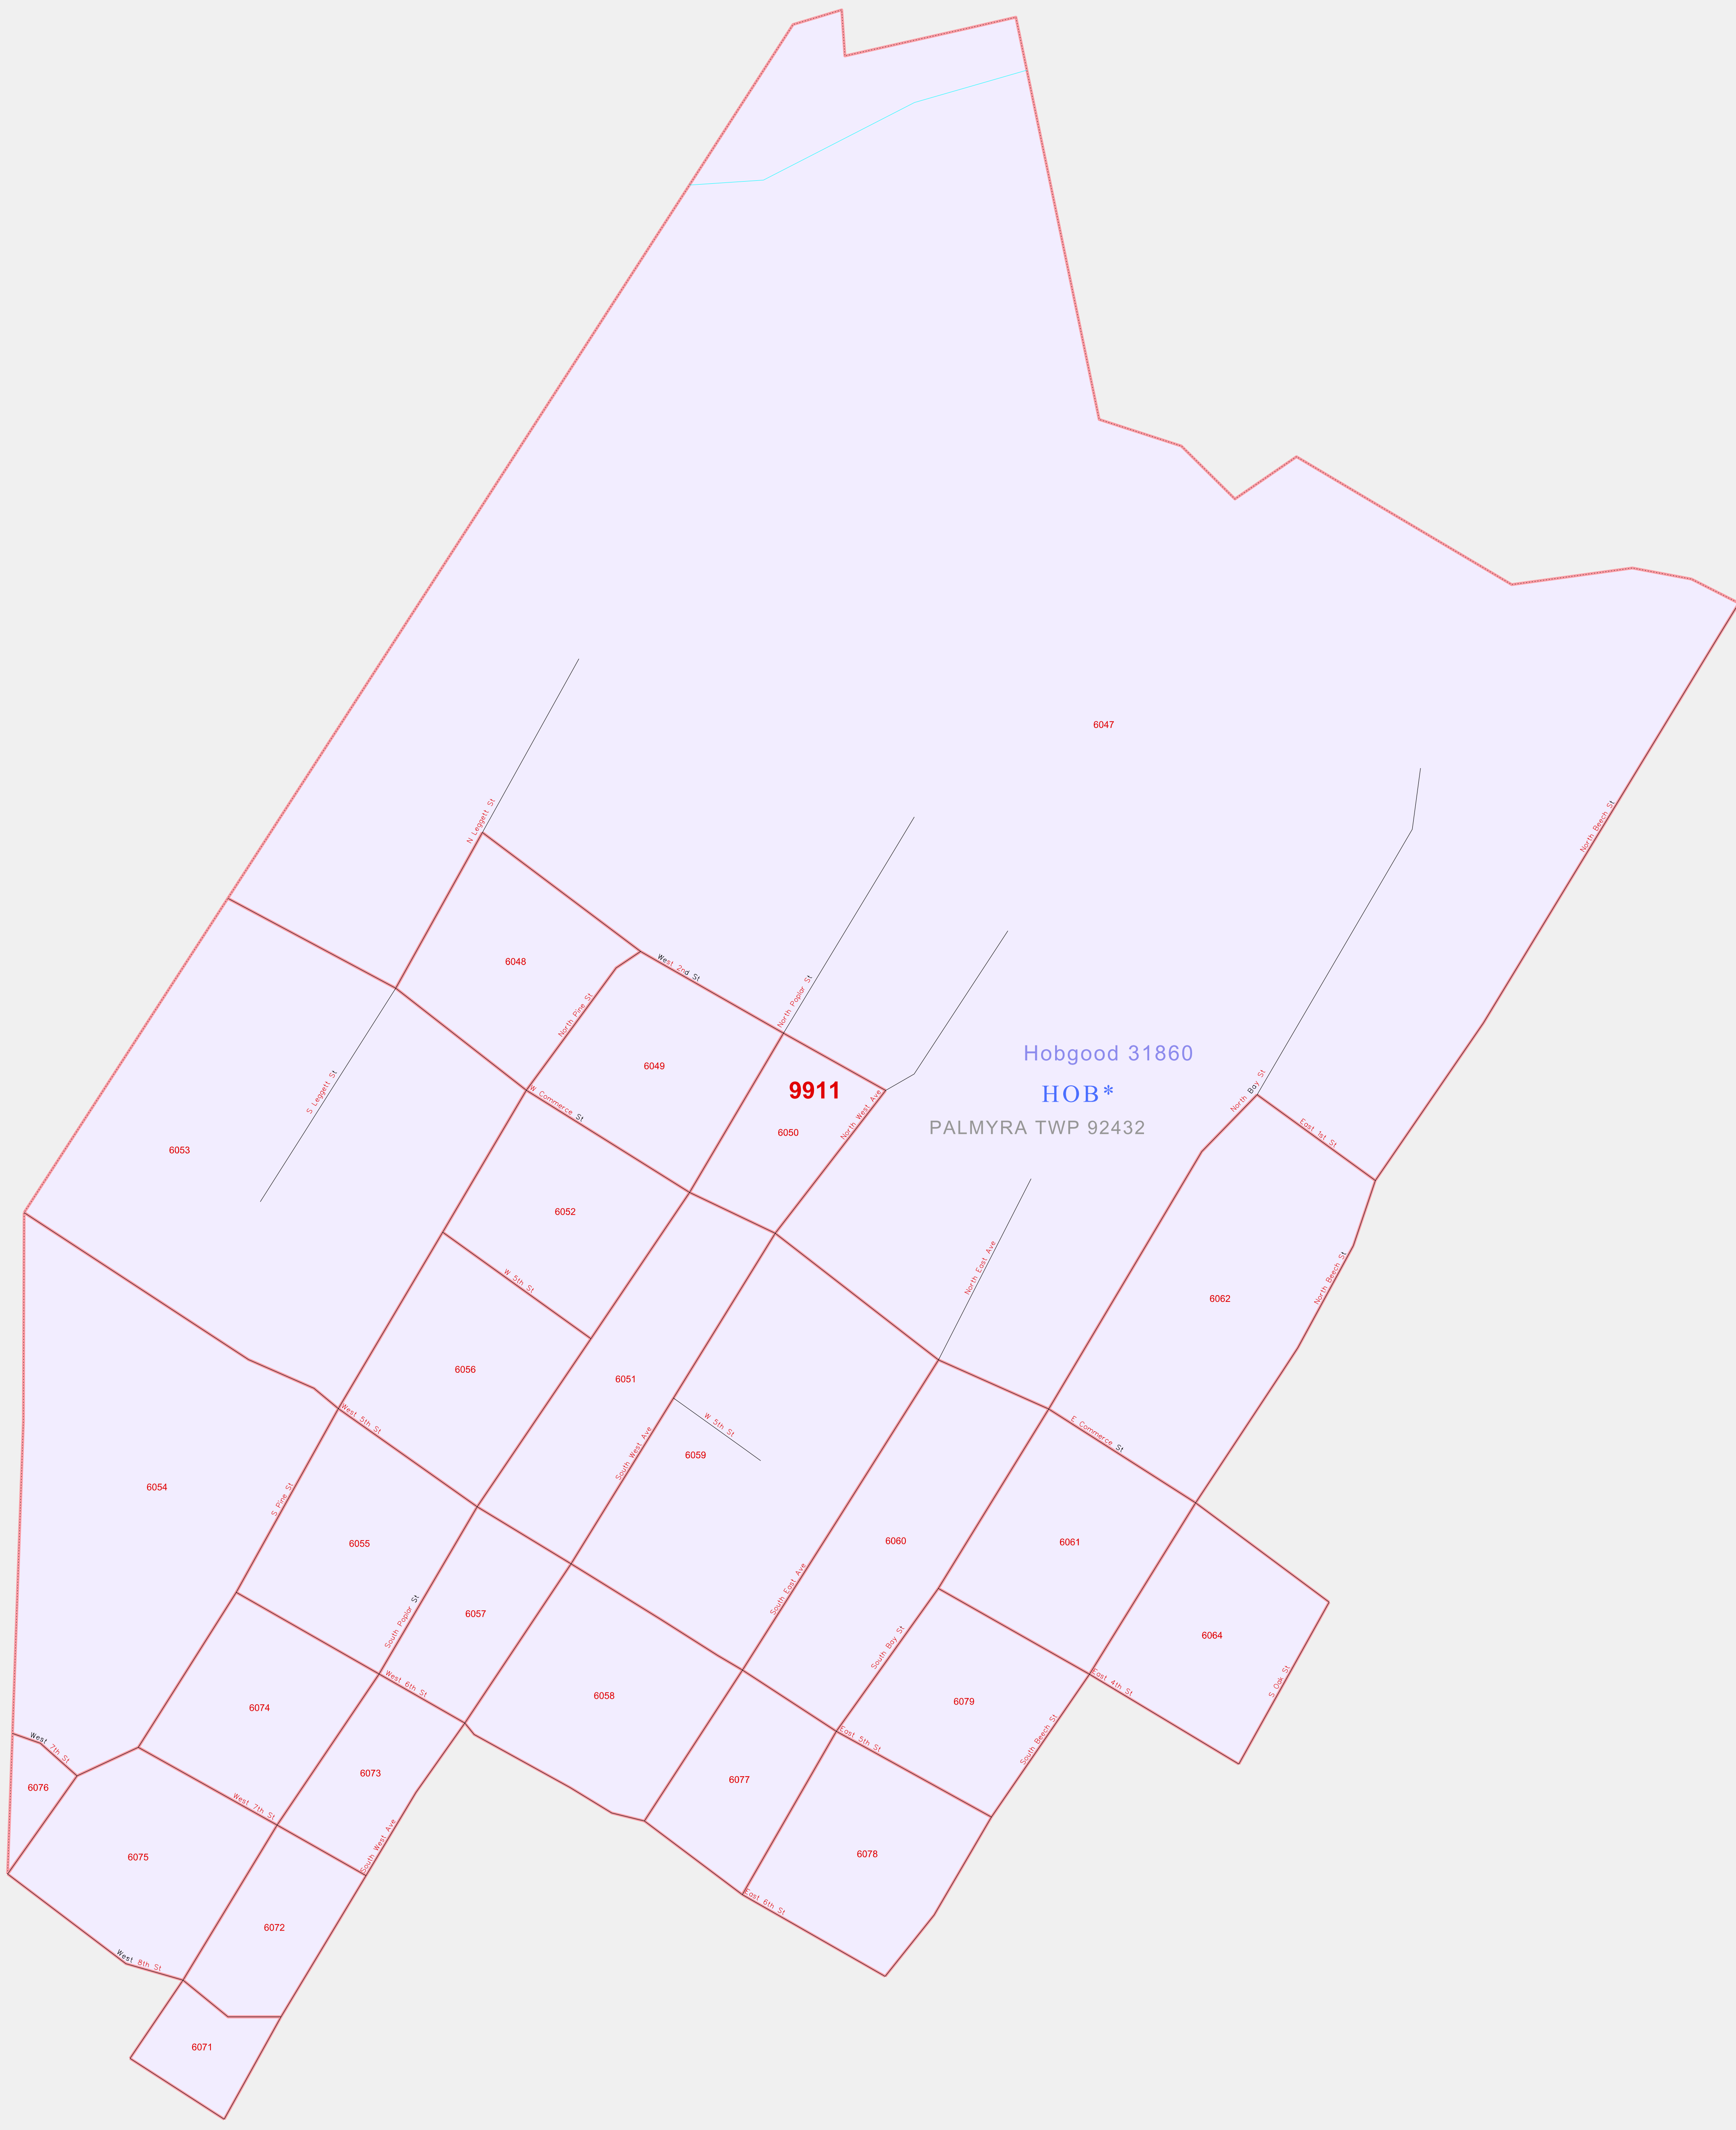 6047
N Leggett St
North Beech St
6048
West 2nd St
North Pine St
North Poplar St
Hobgood 31860
6049
9911
HOB*
S Leggett St
W Commerce St
North West Ave
North Bay St
PALMYRA TWP 92432
East 1st St
6050
6053
6052
North East Ave
North Beech St
W 5th St
6062
6056
6051
West 5th St
W 5th St
E Commerce St
South West Ave
6059
6054
S Pine St
6055
6060
6061
South East Ave
South Poplar St
6057
South Bay St
6064
West 6th St
East 4th St
S Oak St
6058
6079
6074
West 7th St
East 5th St
South Beech St
6076
6073
6077
West 7th St
South West Ave
6075
6078
East 6th St
6072
West 8th St
6071